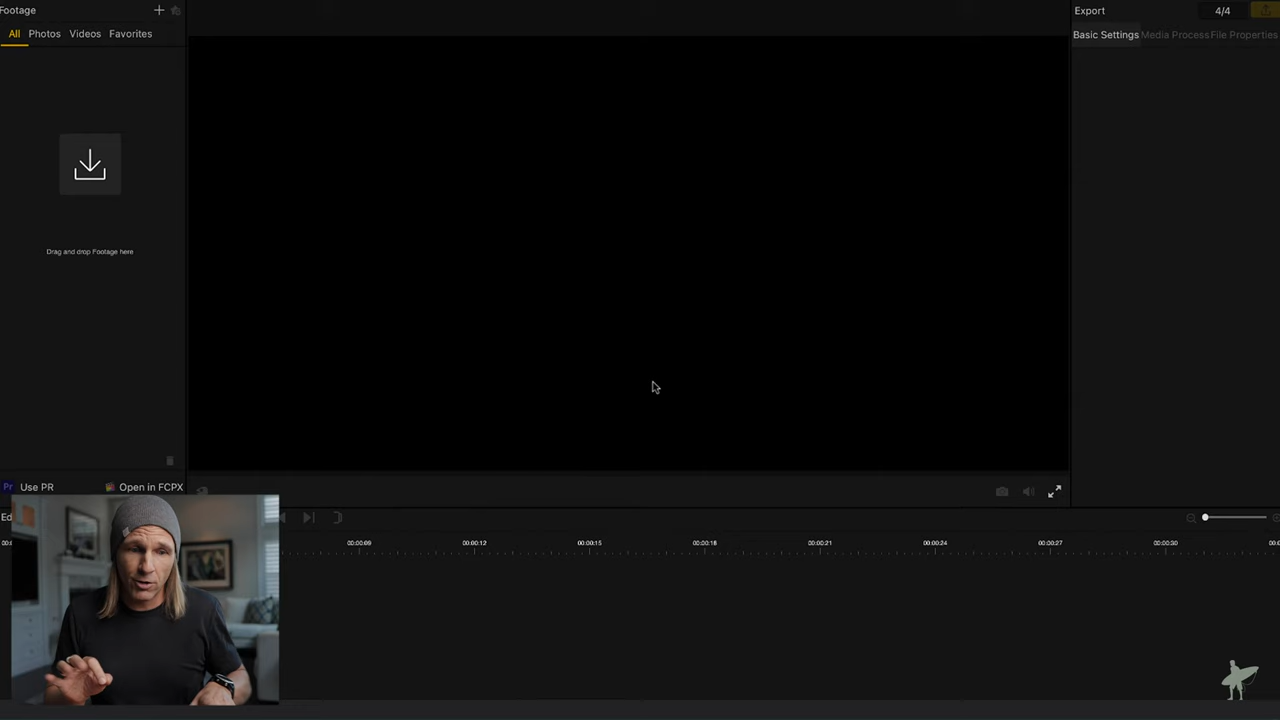 Footage
Export
4/4
All Photos Videos Favorites
Basic Settings Media Process File Properties
Drag and drop Footage here
Pr Use PR
Open in FCPX
Ed
00:00:09 00:00:12 00:00:15 00:00:18 00:00:21 00:00:24 00:00:27 00:00:30